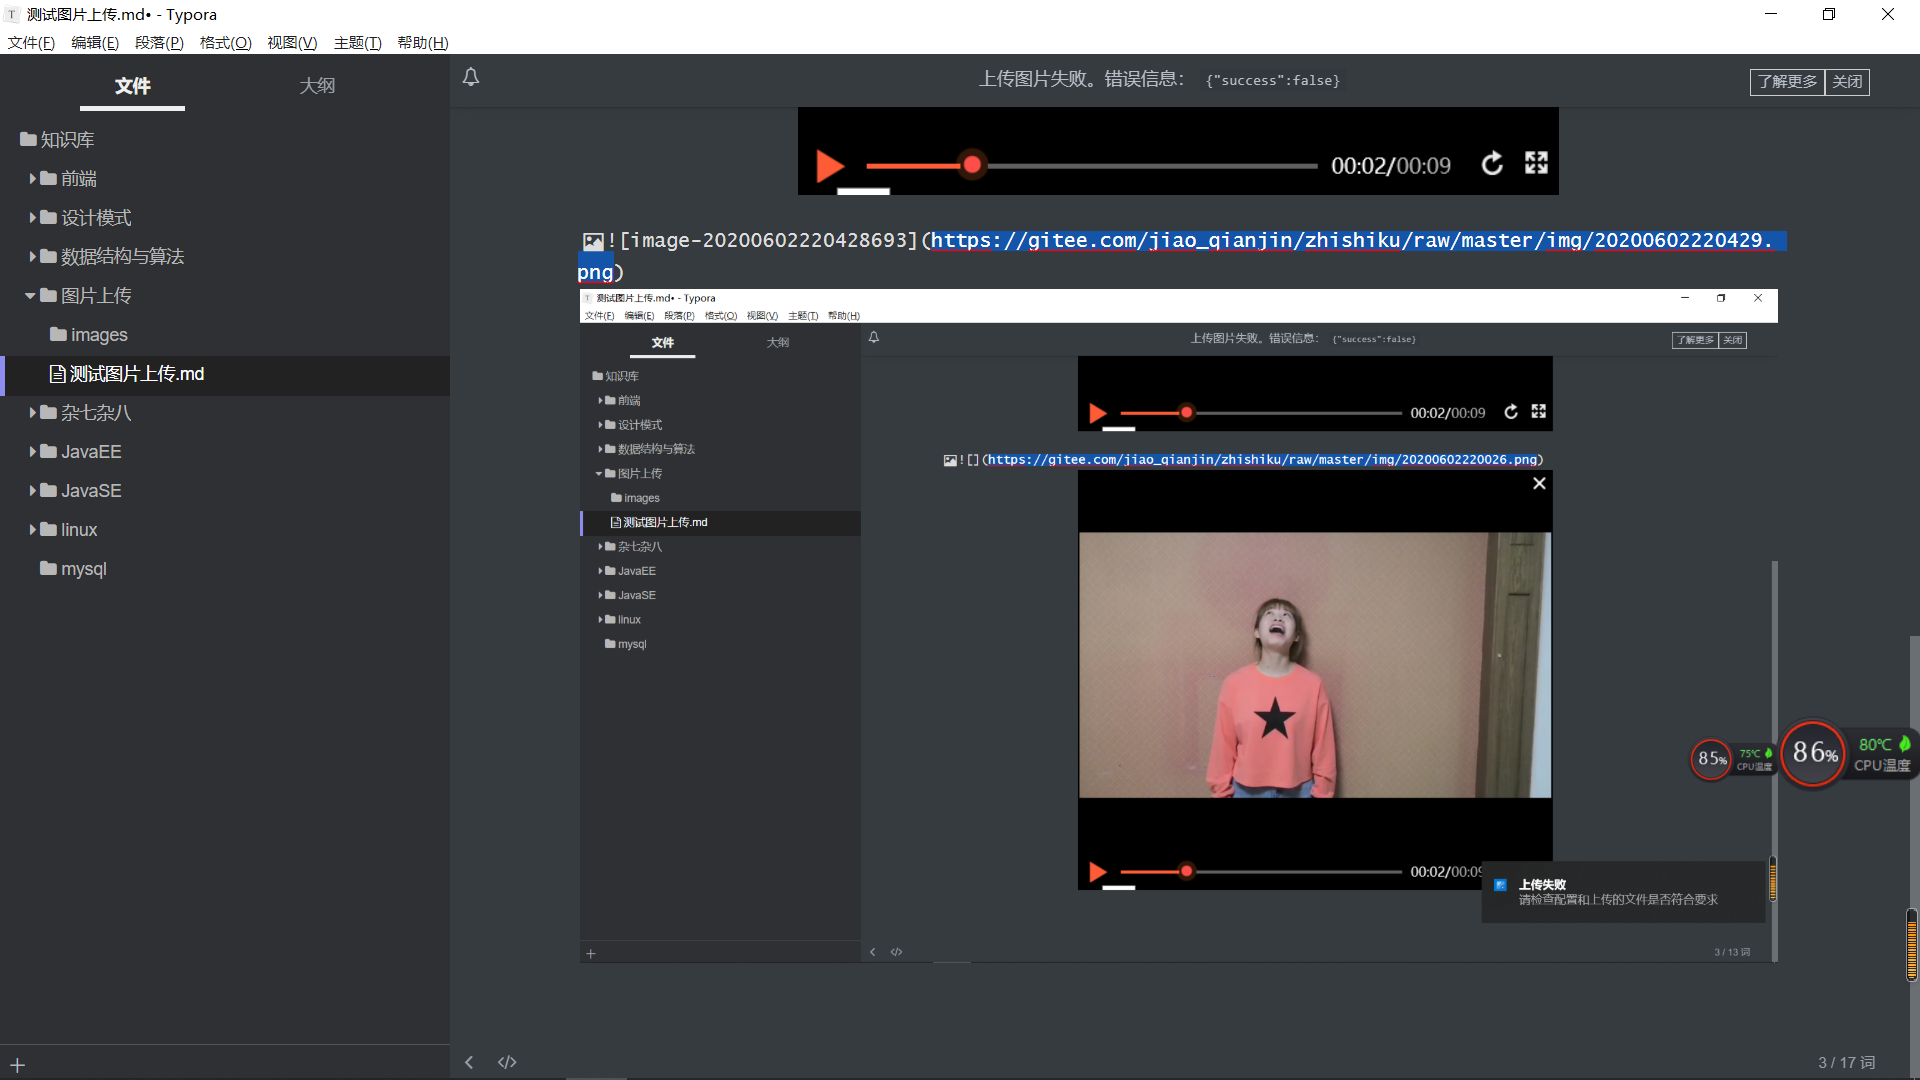 测试图片上传.md• - Typora
文件(F) 编辑(E) 段落(P) 格式(O) 视图(V) 主题(T) 帮助(H)
文件 大纲
上传图片失败。错误信息： {"success":false}
了解更多 关闭
知识库
前端
设计模式
数据结构与算法
图片上传
images
测试图片上传.md
杂七杂八
JavaEE
JavaSE
linux
mysql
00:02/00:09
![image-20200602220428693](https://gitee.com/jiao_qianjin/zhishiku/raw/master/img/20200602220429.
png)
测试图片上传.md• - Typora
文件(F) 编辑(E) 段落(P) 格式(O) 视图(V) 主题(T) 帮助(H)
文件 大纲
上传图片失败。错误信息： {"success":false}
了解更多 关闭
知识库
前端
设计模式
数据结构与算法
图片上传
images
测试图片上传.md
杂七杂八
JavaEE
JavaSE
linux
mysql
00:02/00:09
![](https://gitee.com/jiao_qianjin/zhishiku/raw/master/img/20200602220026.png)
00:02/00:09
上传失败
请检查配置和上传的文件是否符合要求
85% 75℃
CPU温度
3 / 13 词
86% 80℃
CPU温度
3 / 17 词